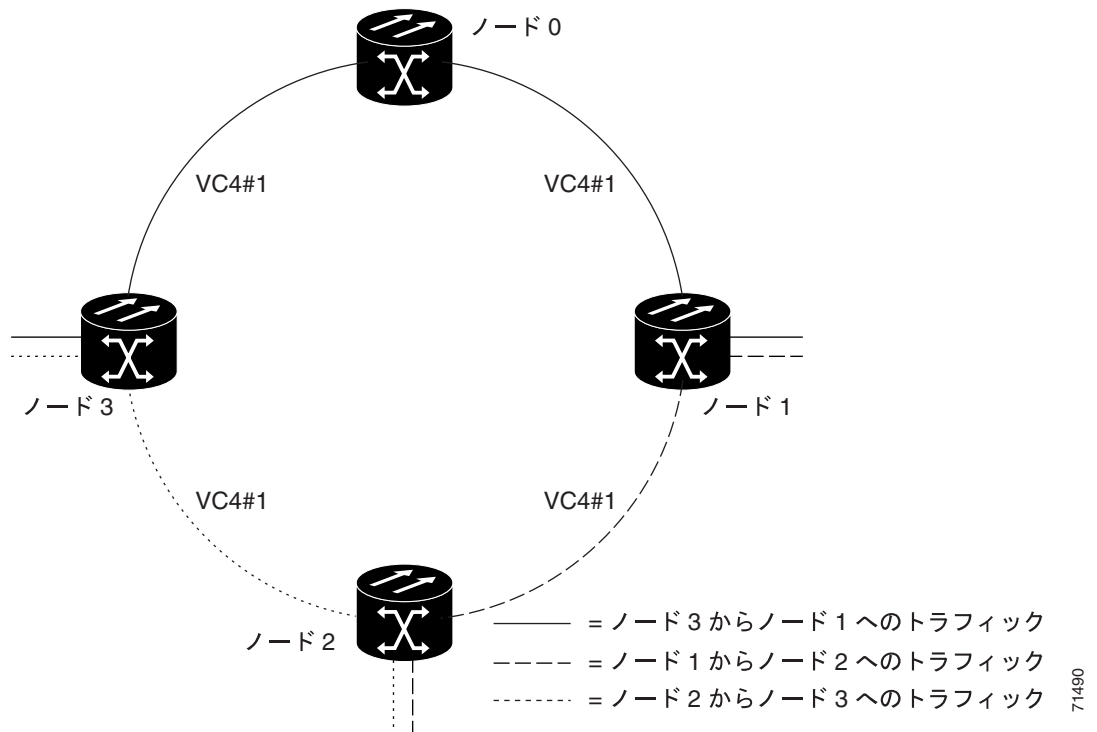 ノード 0
VC4#1
VC4#1
ノード 3
ノード 1
VC4#1
VC4#1
ノード 2
= ノード 3 からノード 1 へのトラフィック
= ノード 1 からノード 2 へのトラフィック
= ノード 2 からノード 3 へのトラフィック
71490